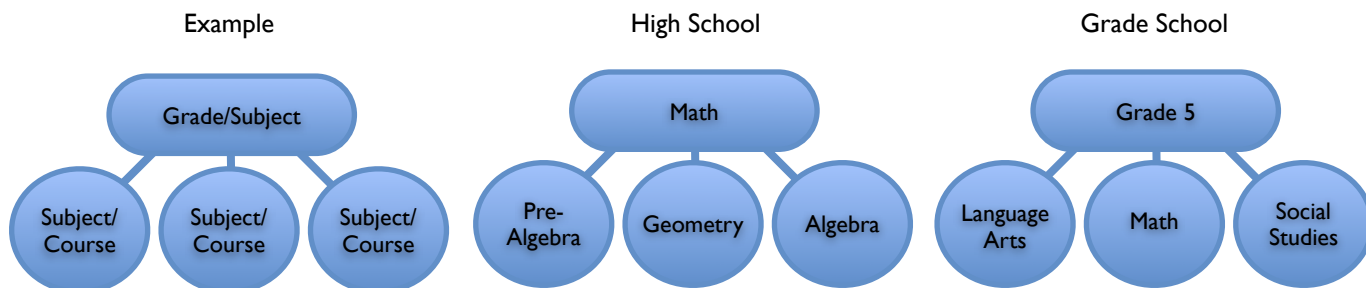 Example
High School
Grade School
Grade/Subject
Math
Grade 5
Subject/
Course
Subject/
Course
Subject/
Course
Pre-
Algebra
Geometry
Algebra
Language
Arts
Math
Social
Studies